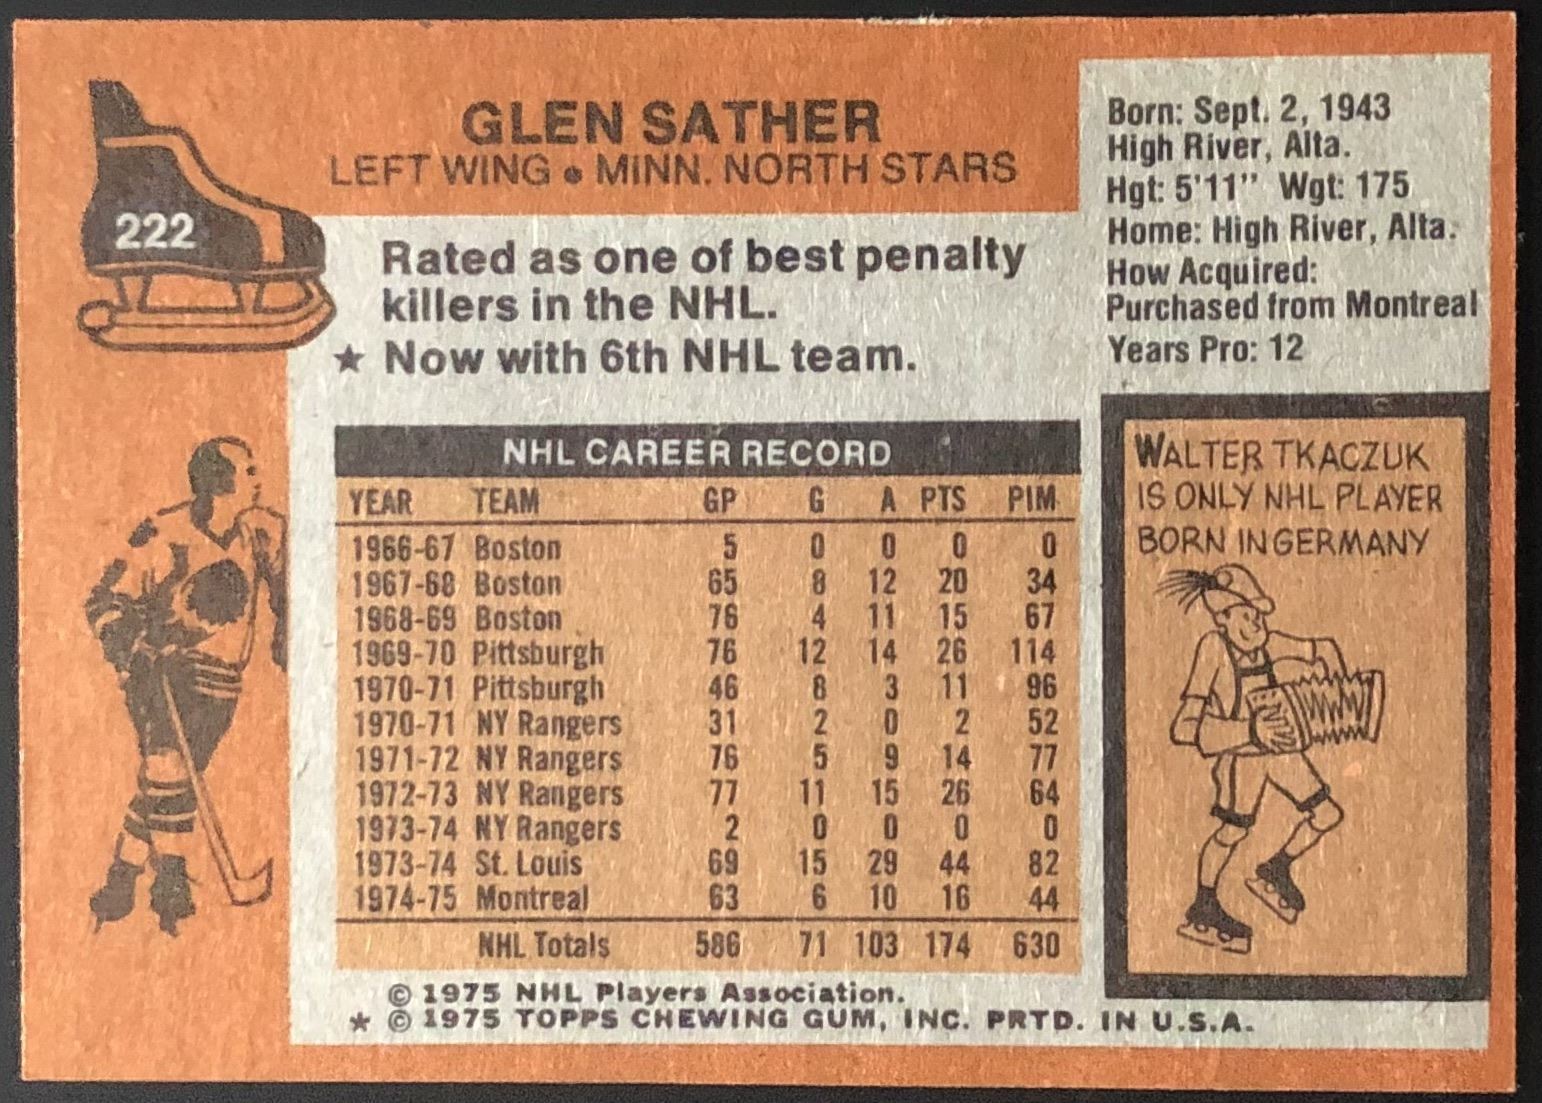 222
GLEN SATHER
LEFT WING • MINN. NORTH STARS
Rated as one of best penalty
killers in the NHL.
★ Now with 6th NHL team.
Born: Sept. 2, 1943
High River, Alta.
Hgt: 5'11" Wgt: 175
Home: High River, Alta.
How Acquired:
Purchased from Montreal
Years Pro: 12
NHL CAREER RECORD
YEAR TEAM GP G A PTS PIM
1966-67 Boston 5 0 0 0 0
1967-68 Boston 65 8 12 20 34
1968-69 Boston 76 4 11 15 67
1969-70 Pittsburgh 76 12 14 26 114
1970-71 Pittsburgh 46 8 3 11 96
1970-71 NY Rangers 31 2 0 2 52
1971-72 NY Rangers 76 5 9 14 77
1972-73 NY Rangers 77 11 15 26 64
1973-74 NY Rangers 2 0 0 0 0
1973-74 St. Louis 69 15 29 44 82
1974-75 Montreal 63 6 10 16 44
NHL Totals 586 71 103 174 630
WALTER TKACZUK
IS ONLY NHL PLAYER
BORN IN GERMANY
© 1975 NHL Players Association.
★ © 1975 TOPPS CHEWING GUM, INC. PRTD. IN U.S.A.